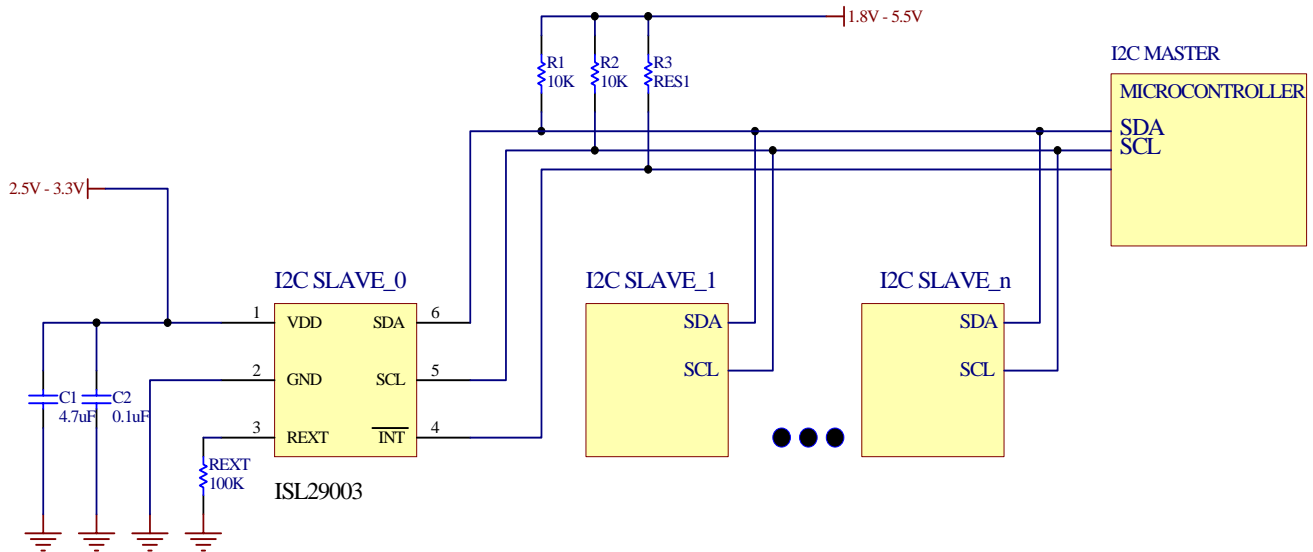 1.8V - 5.5V
R1
10K
R2
10K
R3
RES1
I2C MASTER
MICROCONTROLLER
SDA
SCL
2.5V - 3.3V
I2C SLAVE_0
1
VDD
SDA
6
2
GND
SCL
5
3
REXT
INT
4
C1
4.7uF
C2
0.1uF
REXT
100K
ISL29003
I2C SLAVE_1
SDA
SCL
I2C SLAVE_n
SDA
SCL